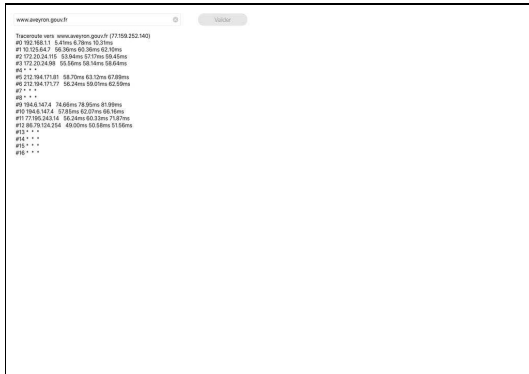 www.aveyron.gouv.fr
Valider
Traceroute vers www.aveyron.gouv.fr (77.159.252.140)
#0 192.168.1.1 5.41ms 6.78ms 10.31ms
#1 10.125.64.7 56.36ms 60.36ms 62.10ms
#2 172.20.24.115 53.94ms 57.17ms 59.45ms
#3 172.20.24.98 55.56ms 58.14ms 58.64ms
#4 * * *
#5 212.194.171.81 58.70ms 63.12ms 67.89ms
#6 212.194.171.77 56.24ms 59.01ms 62.59ms
#7 * * *
#8 * * *
#9 194.6.147.4 74.66ms 78.95ms 81.99ms
#10 194.6.147.4 57.85ms 62.07ms 66.16ms
#11 77.195.243.14 56.24ms 60.33ms 71.87ms
#12 86.79.124.254 49.00ms 50.58ms 51.56ms
#13 * * *
#14 * * *
#15 * * *
#16 * * *